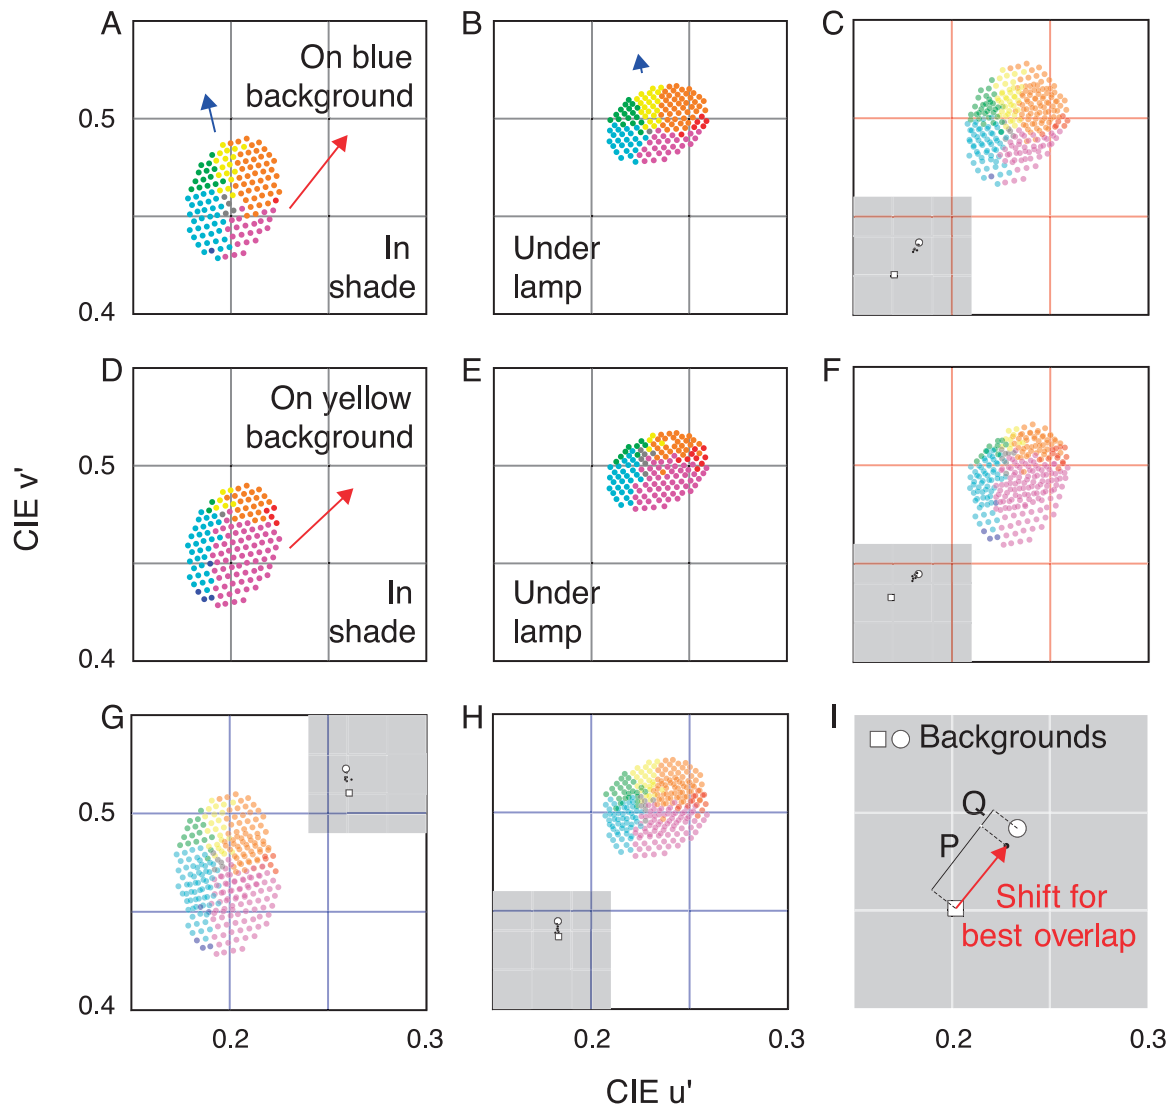 A
On blue
background
0.5
In
shade
0.4
B
Under
lamp
C
D
On yellow
background
0.5
In
shade
0.4
E
Under
lamp
F
CIE v'
G
0.5
0.4
0.2
0.3
H
0.2
0.3
I
Backgrounds
Q
P
Shift for
best overlap
0.2
0.3
CIE u'